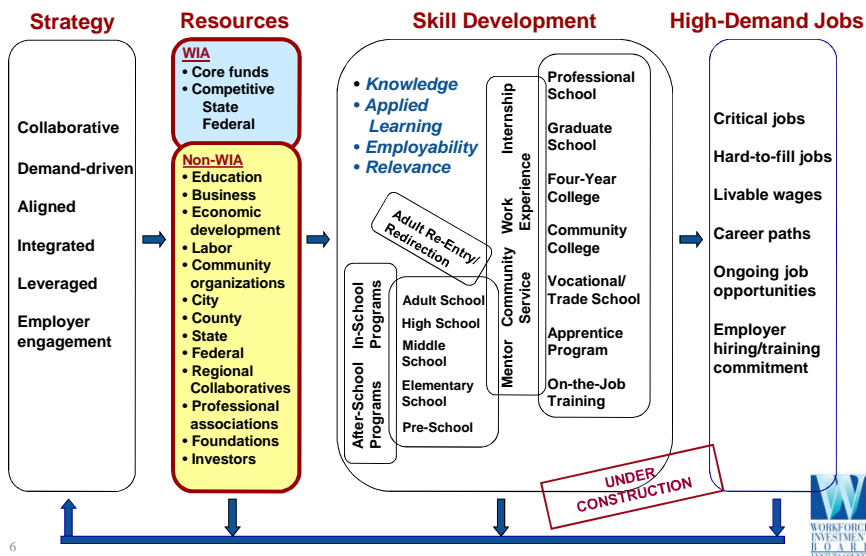 Strategy
Resources
Skill Development
High-Demand Jobs
Collaborative
Demand-driven
Aligned
Integrated
Leveraged
Employer
engagement
WIA
• Core funds
• Competitive
State
Federal
Non-WIA
• Education
• Business
• Economic
development
• Labor
• Community
organizations
• City
• County
• State
• Federal
• Regional
Collaboratives
• Professional
associations
• Foundations
• Investors
• Knowledge
• Applied
Learning
• Employability
• Relevance
Adult Re-Entry/
Redirection
In-School
Programs
After-School
Programs
Adult School
High School
Middle
School
Elementary
School
Pre-School
Internship
Work
Experience
Community
Service
Mentor
Professional
School
Graduate
School
Four-Year
College
Community
College
Vocational/
Trade School
Apprentice
Program
On-the-Job
Training
UNDER
CONSTRUCTION
Critical jobs
Hard-to-fill jobs
Livable wages
Career paths
Ongoing job
opportunities
Employer
hiring/training
commitment
WORKFORCE
INVESTMENT
BOARD
6